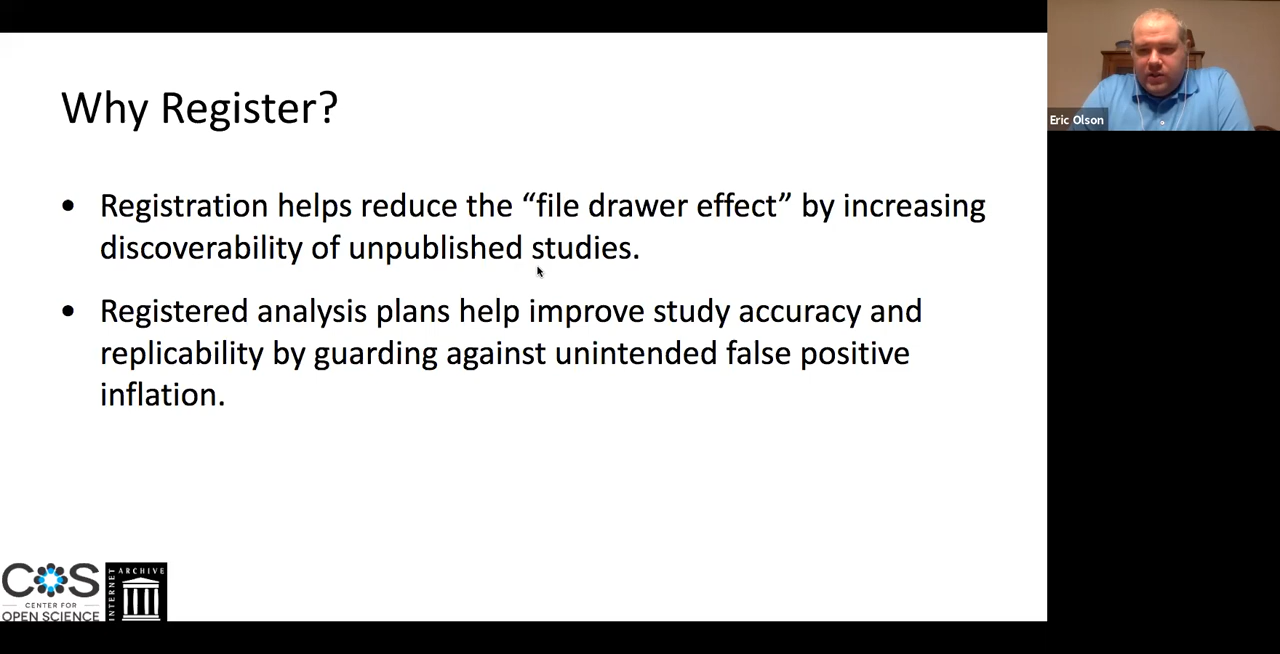 Why Register?
• Registration helps reduce the “file drawer effect” by increasing
discoverability of unpublished studies.
• Registered analysis plans help improve study accuracy and
replicability by guarding against unintended false positive
inflation.
Eric Olson
COS
CENTER FOR
OPEN SCIENCE
INTERNET
ARCHIVE